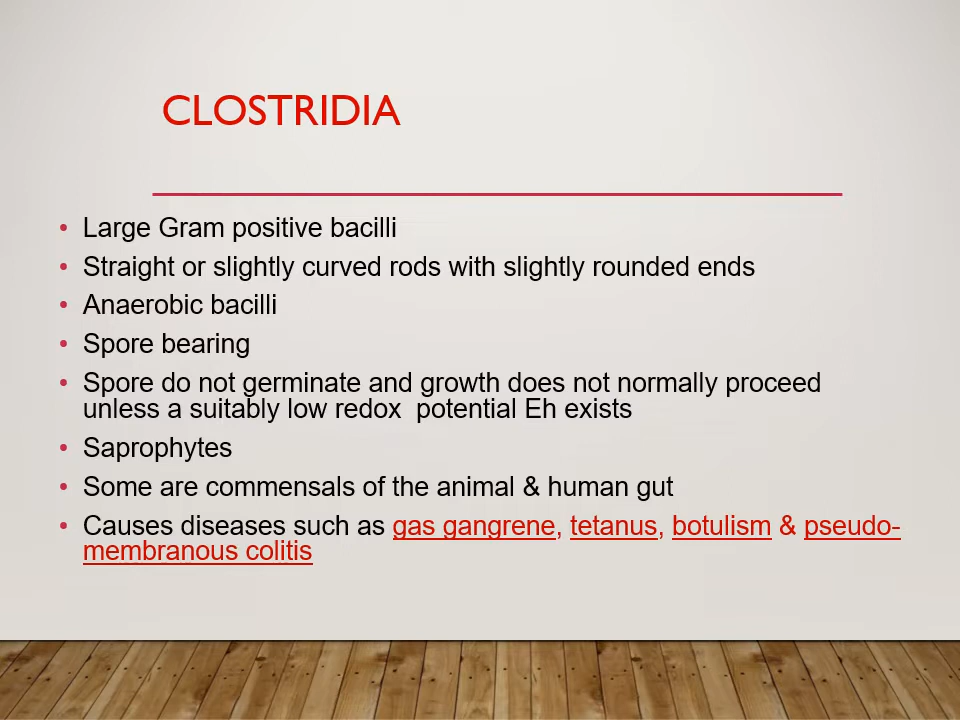 CLOSTRIDIA
• Large Gram positive bacilli
• Straight or slightly curved rods with slightly rounded ends
• Anaerobic bacilli
• Spore bearing
• Spore do not germinate and growth does not normally proceed
unless a suitably low redox  potential Eh exists
• Saprophytes
• Some are commensals of the animal & human gut
• Causes diseases such as gas gangrene, tetanus, botulism & pseudo-
membranous colitis